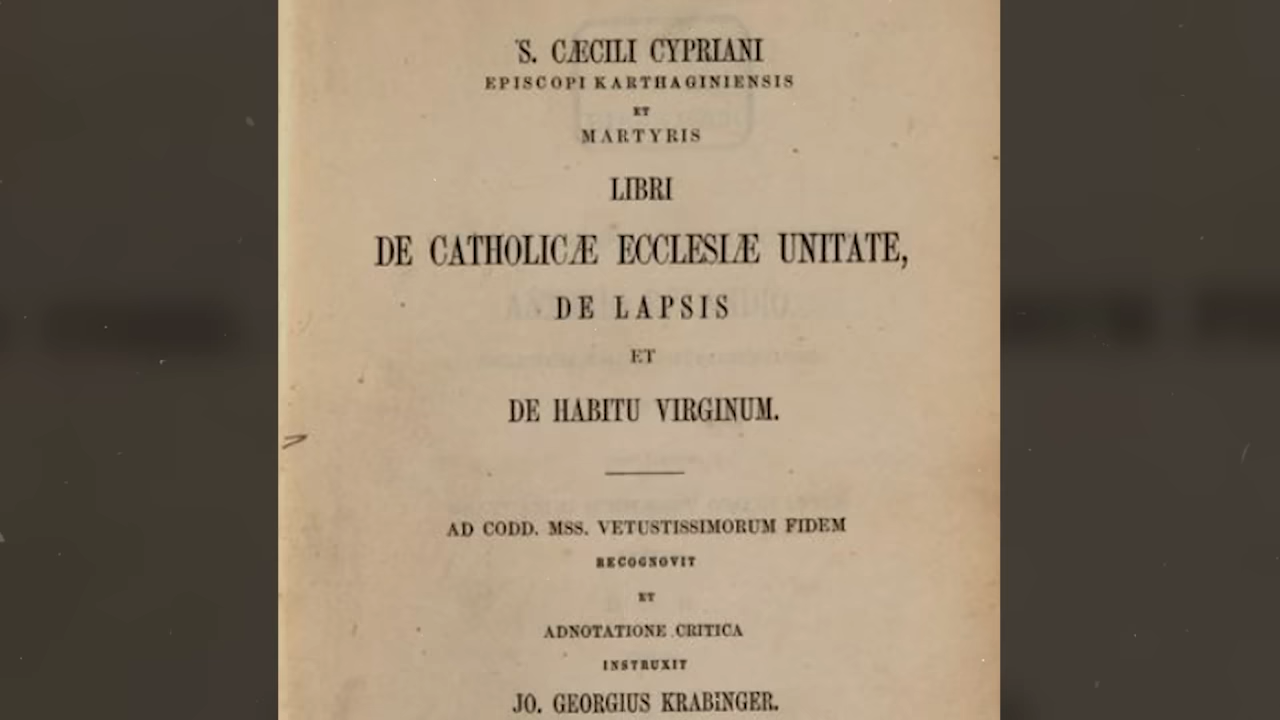 S. CÆCILI CYPRIANI
EPISCOPI KARTHAGINIENSIS
ET
MARTYRIS
LIBRI
DE CATHOLICÆ ECCLESIÆ UNITATE,
DE LAPSIS
ET
DE HABITU VIRGINUM.
AD CODD. MSS. VETUSTISSIMORUM FIDEM
RECOGNOVIT
ET
ADNOTATIONE CRITICA
INSTRUXIT
JO. GEORGIUS KRABINGER.